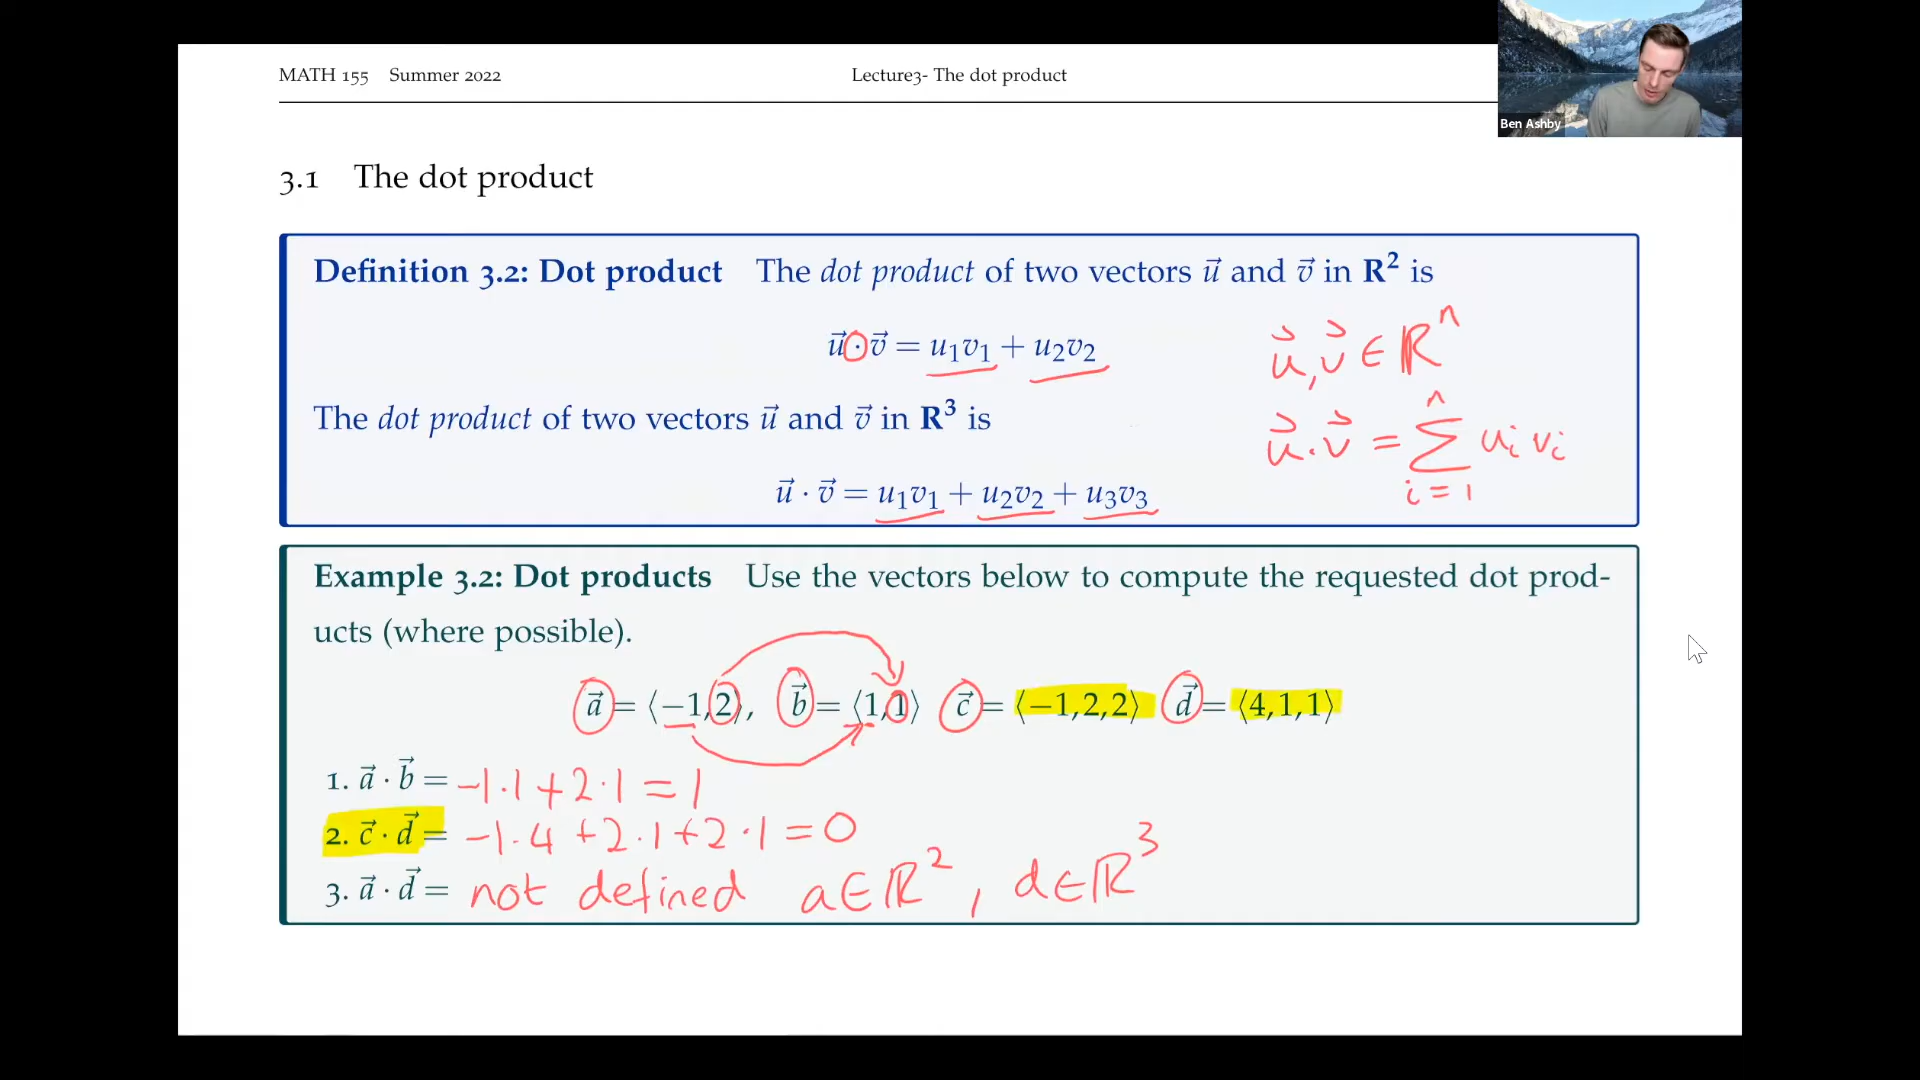 MATH 155 Summer 2022 Lecture3- The dot product
Ben Ashby
3.1 The dot product
Definition 3.2: Dot product The dot product of two vectors u⃗ and v⃗ in R² is
u⃗ · v⃗ = u₁v₁ + u₂v₂
u⃗, v⃗ ∈ ℝⁿ
The dot product of two vectors u⃗ and v⃗ in R³ is
u⃗ · v⃗ = Σ_{i=1}^{n} uᵢ vᵢ
u⃗ · v⃗ = u₁v₁ + u₂v₂ + u₃v₃
Example 3.2: Dot products Use the vectors below to compute the requested dot prod-
ucts (where possible).
a⃗ = ⟨−1,2⟩, b⃗ = ⟨1,1⟩ c⃗ = ⟨−1,2,2⟩ d⃗ = ⟨4,1,1⟩
1. a⃗ · b⃗ = −1·1 + 2·1 = 1
2. c⃗ · d⃗ = −1·4 + 2·1 + 2·1 = 0
3. a⃗ · d⃗ = not defined a∈ℝ², d∈ℝ³